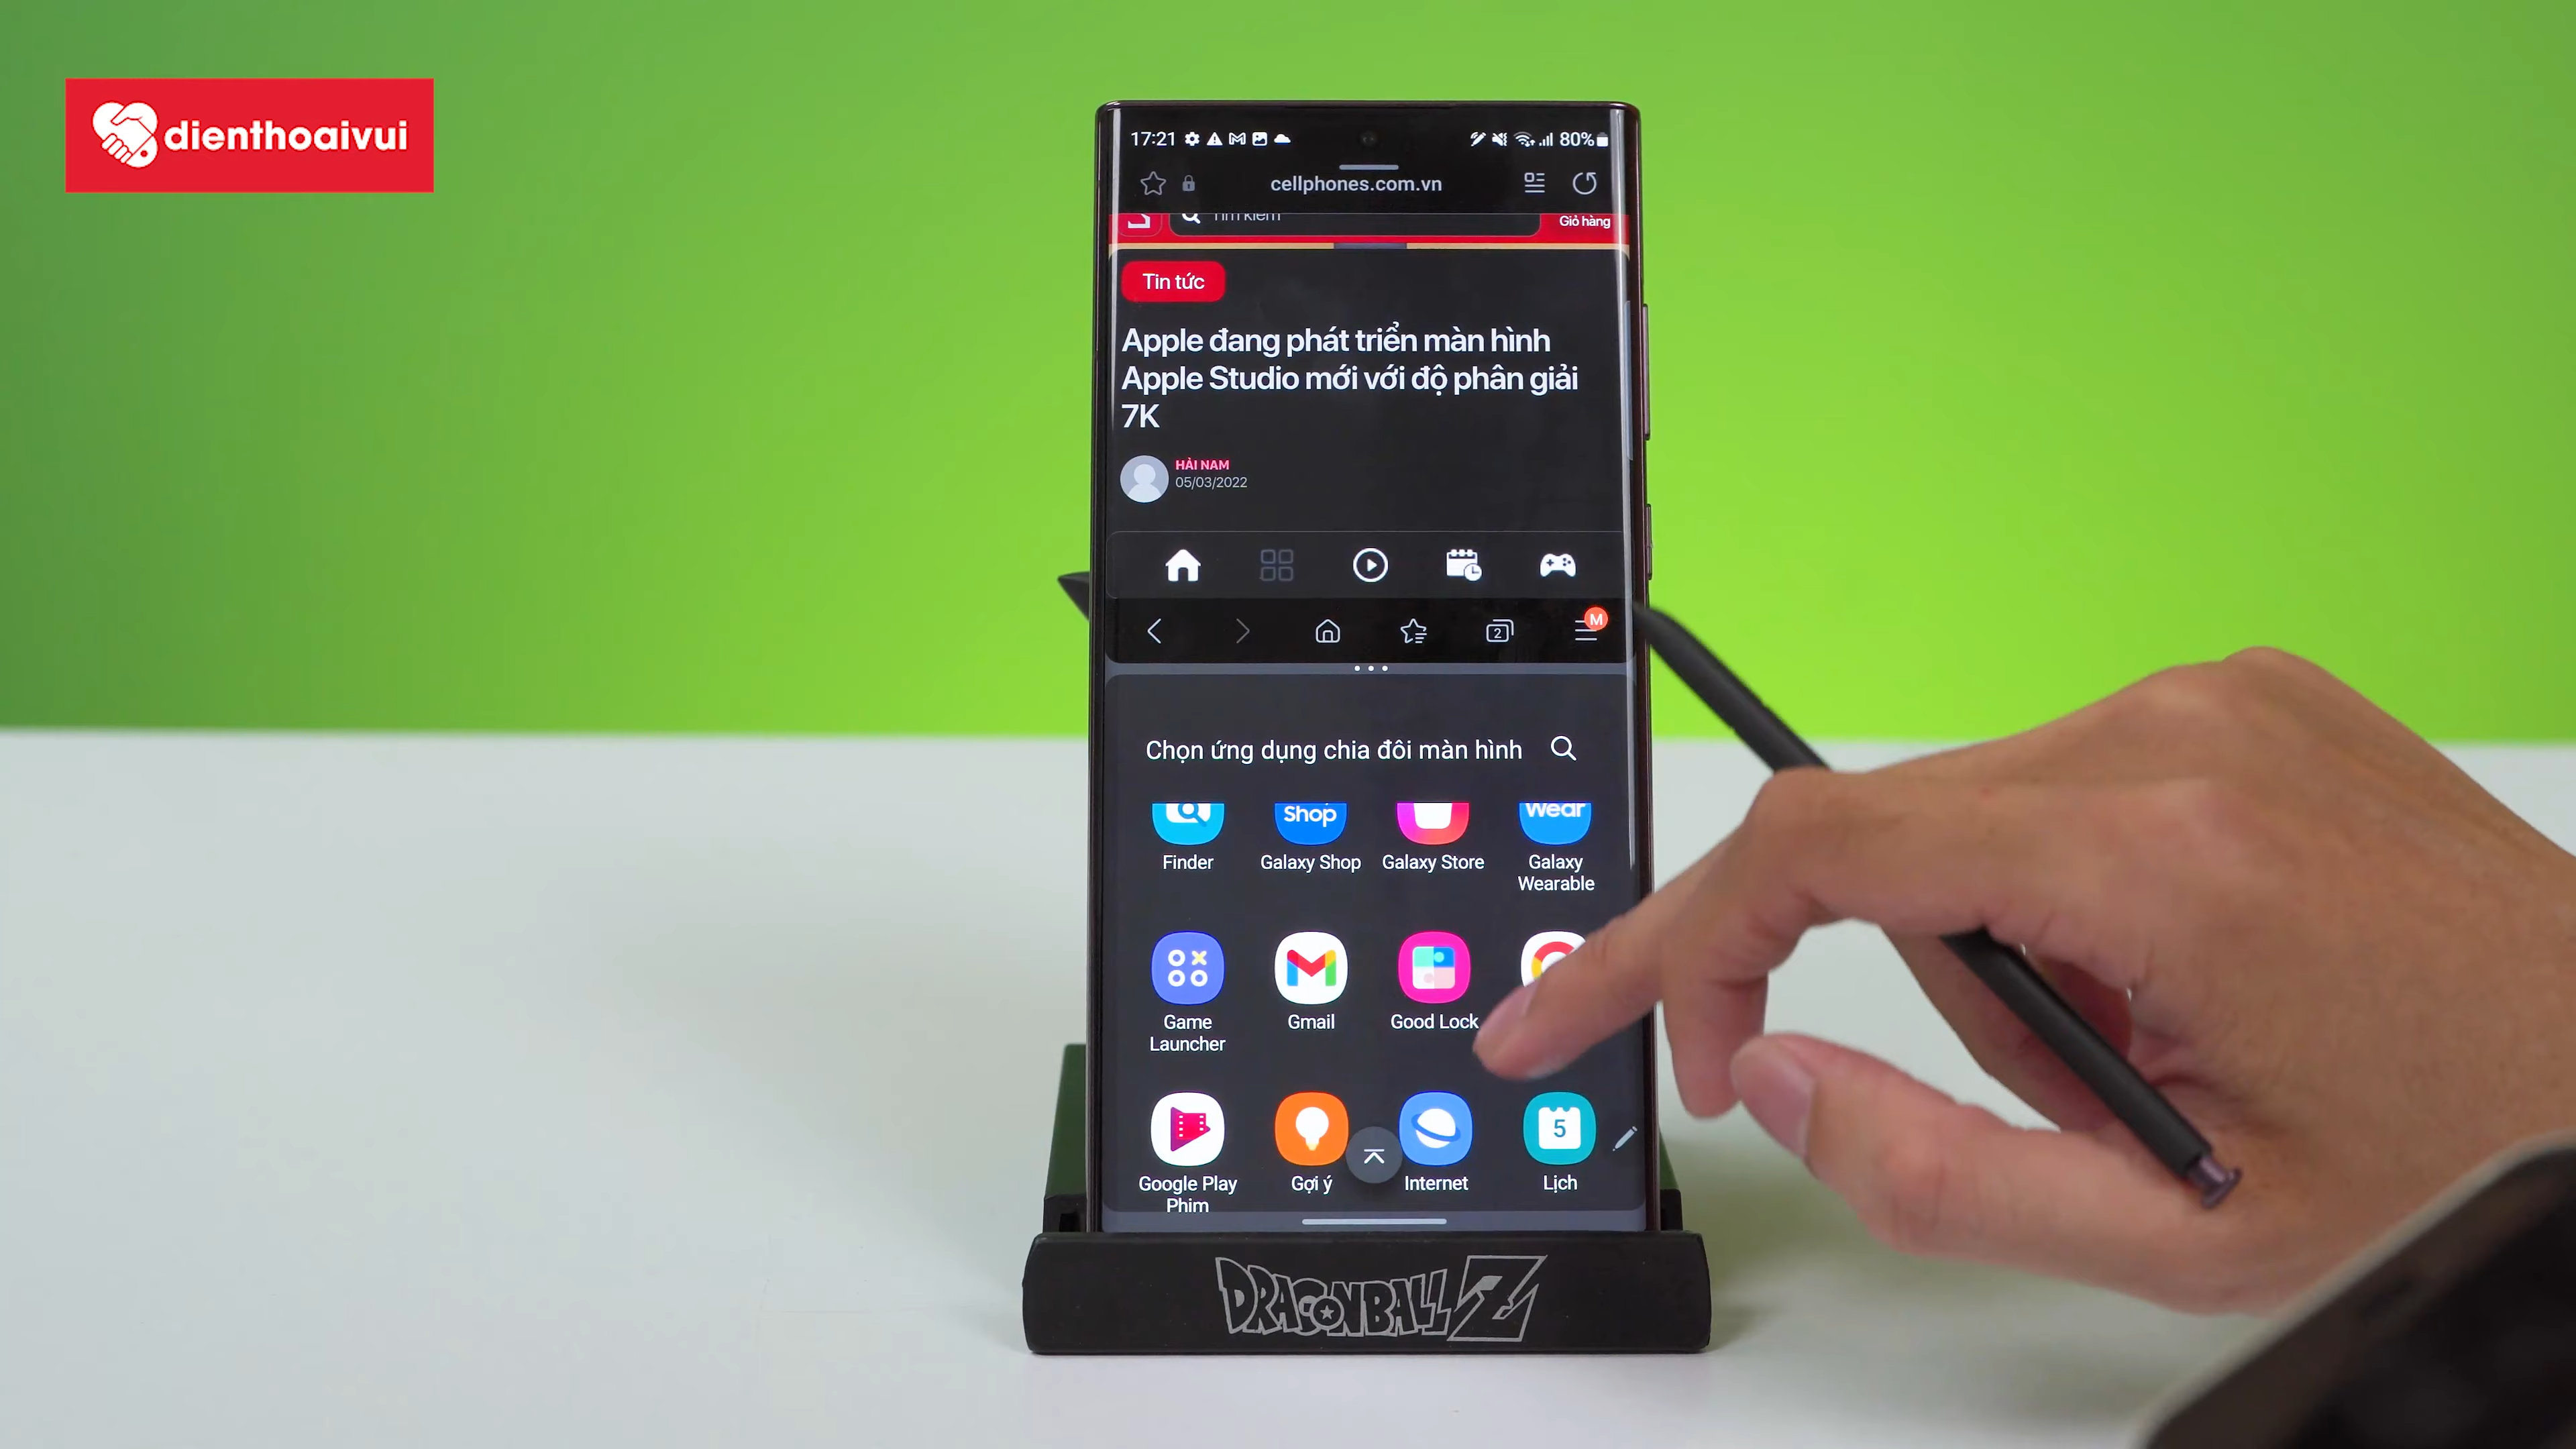 dienthoaivui
17:21
80%
cellphones.com.vn
Tìm kiếm
Giỏ hàng
Tin tức
Apple đang phát triển màn hình
Apple Studio mới với độ phân giải
7K
HẢI NAM
05/03/2022
M
2
Chọn ứng dụng chia đôi màn hình
Shop
Wear
Finder
Galaxy Shop
Galaxy Store
Galaxy
Wearable
Game
Launcher
Gmail
Good Lock
5
Google Play
Phim
Gợi ý
Internet
Lịch
DRAGONBALL Z